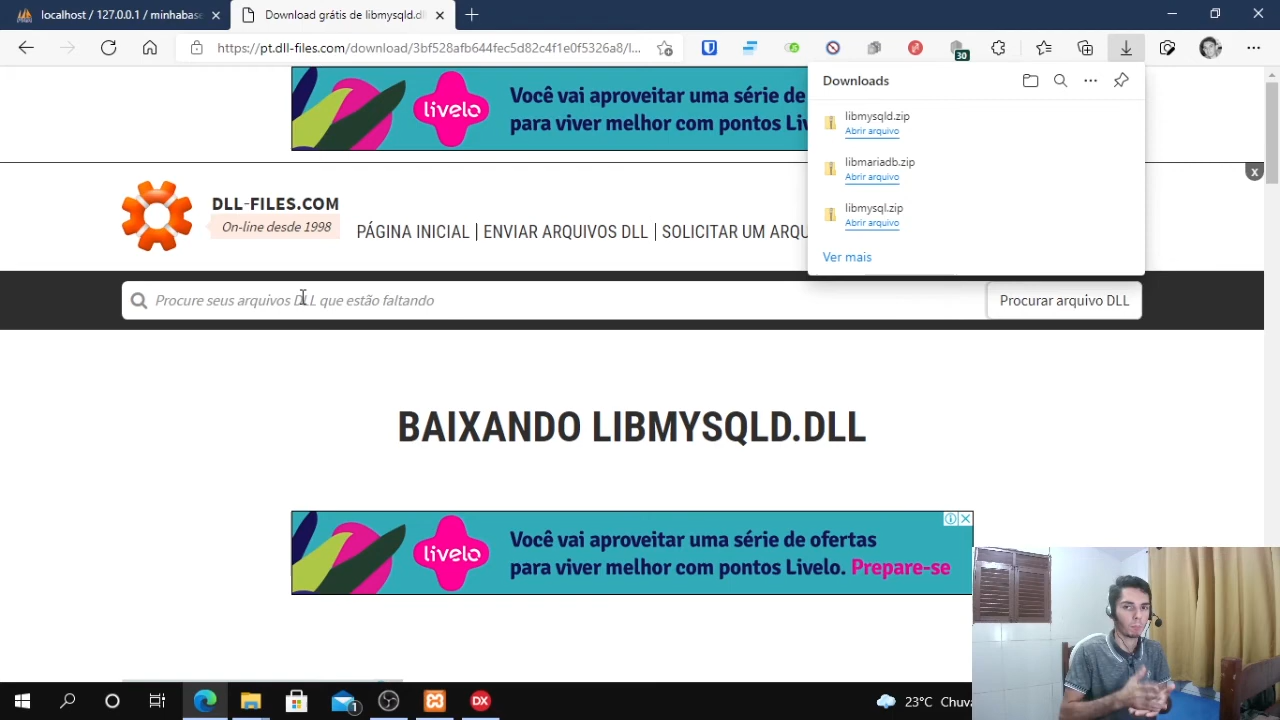 localhost / 127.0.0.1 / minhabase
Download grátis de libmysqld.d
https://pt.dll-files.com/download/3bf528afb644fec5d82c4f1e0f5326a8/l...
30
Você vai aproveitar uma série de
para viver melhor com pontos Liv
livelo
Downloads
libmysqld.zip
Abrir arquivo
libmariadb.zip
Abrir arquivo
libmysql.zip
Abrir arquivo
Ver mais
x
DLL-FILES.COM
On-line desde 1998
PÁGINA INICIAL | ENVIAR ARQUIVOS DLL | SOLICITAR UM ARQU
Procure seus arquivos DLL que estão faltando
Procurar arquivo DLL
BAIXANDO LIBMYSQLD.DLL
livelo
Você vai aproveitar uma série de ofertas
para viver melhor com pontos Livelo. Prepare-se
1
DX
23°C Chuva